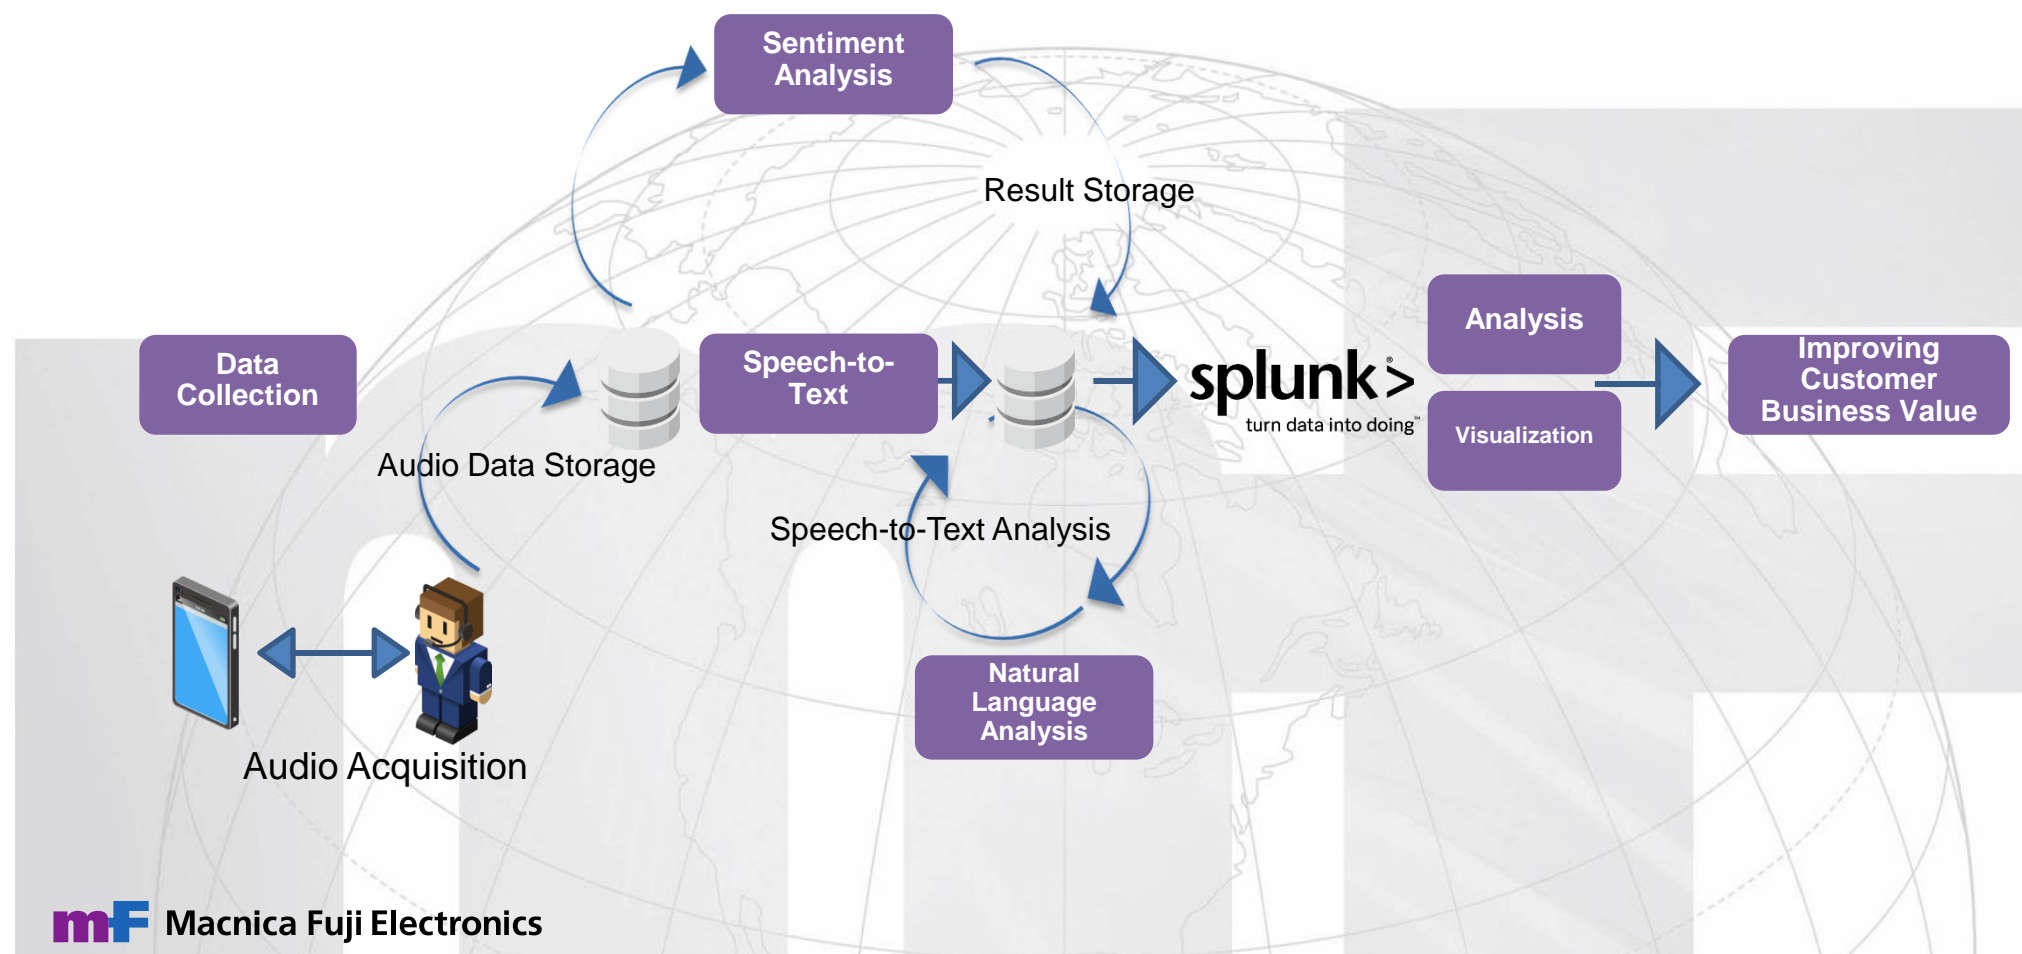 Sentiment
Analysis
Result Storage
Data
Collection
Speech-to-
Text
splunk>®
turn data into doing™
Analysis
Visualization
Improving
Customer
Business Value
Audio Data Storage
Speech-to-Text Analysis
Natural
Language
Analysis
Audio Acquisition
mF Macnica Fuji Electronics